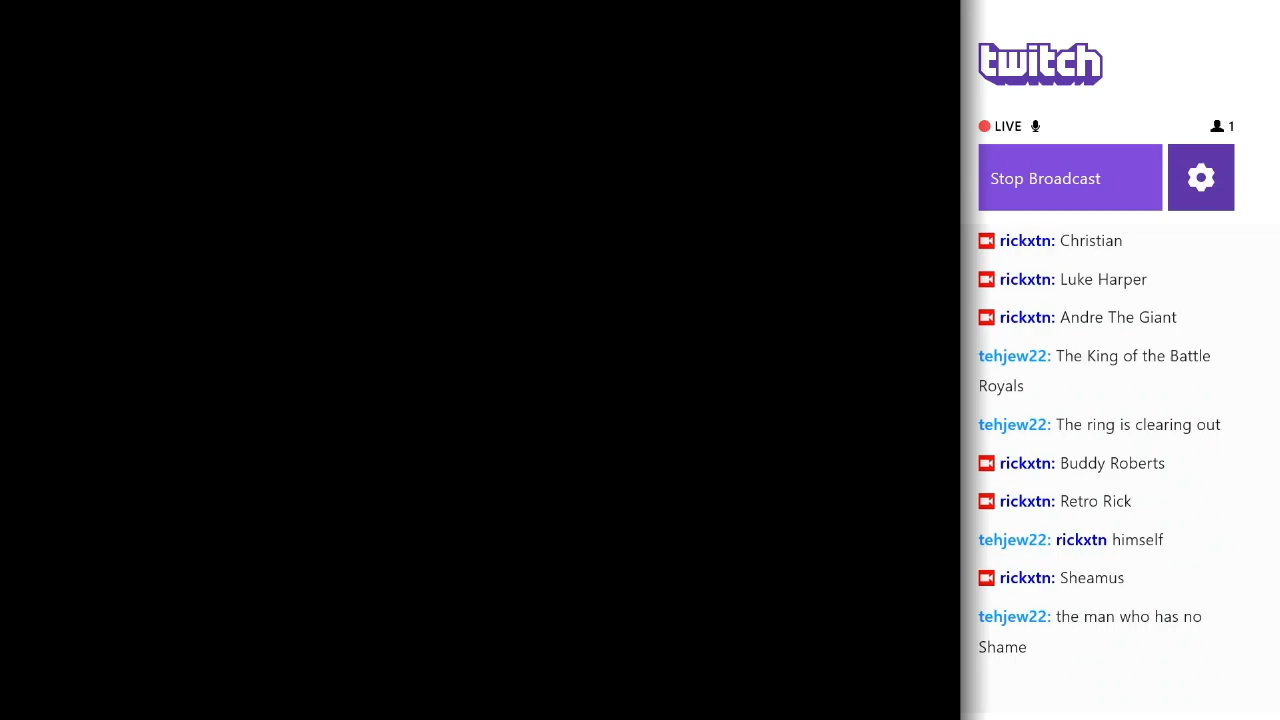 twitch
LIVE 1
Stop Broadcast
rickxtn: Christian
rickxtn: Luke Harper
rickxtn: Andre The Giant
tehjew22: The King of the Battle
Royals
tehjew22: The ring is clearing out
rickxtn: Buddy Roberts
rickxtn: Retro Rick
tehjew22: rickxtn himself
rickxtn: Sheamus
tehjew22: the man who has no
Shame